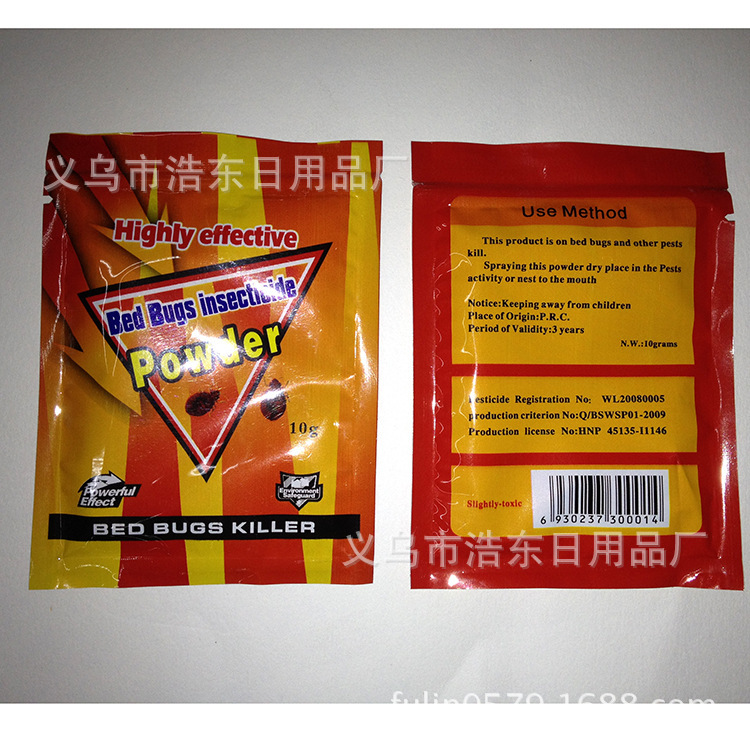 义乌市浩东日用品厂
Highly effective
Bed Bugs insecticide
Powder
10g
Powerful
Effect
Environment
Safeguard
BED BUGS KILLER
Use Method
This product is on bed bugs and other pests
kill.
Spraying this powder dry place in the Pests
activity or nest to the mouth
Notice:Keeping away from children
Place of Origin:P.R.C.
Period of Validity:3 years
N.W.:10grams
Pesticide Registration No: WL20080005
production criterion No:Q/BSWSP01-2009
Production license No:HNP 45135-I1146
Slightly-toxic
6 930237 300014
义乌市浩东日用品厂
fulin0579.1688.com